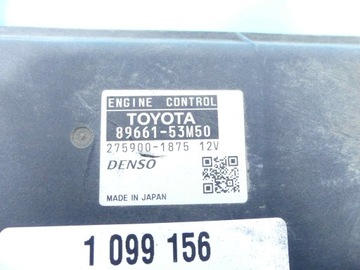 ENGINE CONTROL
TOYOTA
89661-53M50
275900-1875 12V
DENSO
MADE IN JAPAN
1 099 156